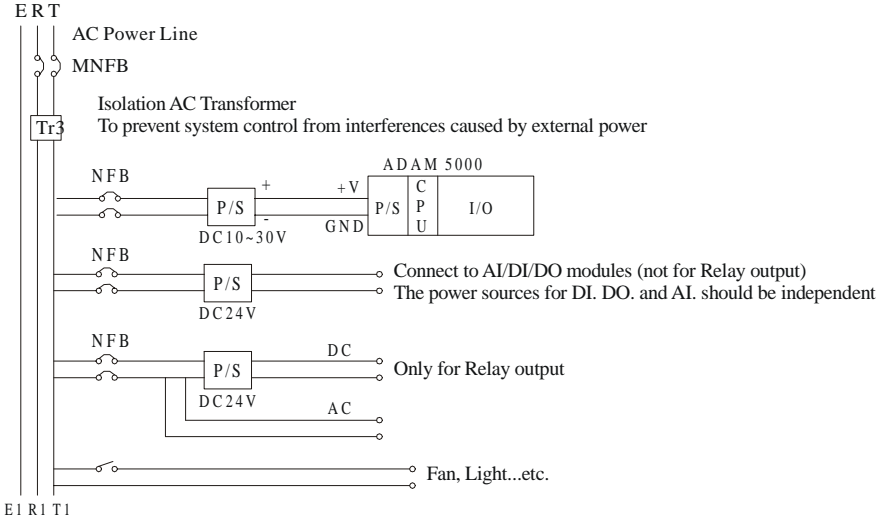 E R T
AC Power Line
MNFB
Isolation AC Transformer
Tr3
To prevent system control from interferences caused by external power
ADAM 5000
NFB
+
+V
C
P/S
P/S
P
I/O
-
GND
U
DC10~30V
NFB
Connect to AI/DI/DO modules (not for Relay output)
P/S
The power sources for DI. DO. and AI. should be independent
DC24V
NFB
DC
P/S
Only for Relay output
DC24V
AC
Fan, Light...etc.
E1 R1 T1